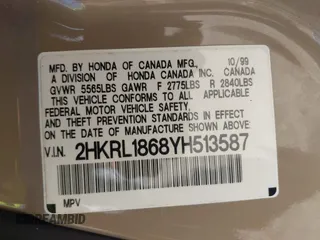 MFD. BY HONDA OF CANADA MFG. 10/99
A DIVISION OF HONDA CANADA INC. CANADA
GVWR 5565LBS GAWR F 2775LBS R 2840LBS
THIS VEHICLE CONFORMS TO ALL APPLICABLE
FEDERAL MOTOR VEHICLE SAFETY AND
THEFT PREVENTION STANDARDS IN EFFECT ON
THE DATE OF MANUFACTURE SHOWN ABOVE.
V.I.N. 2HKRL1868YH513587
MPV
STREAMBID